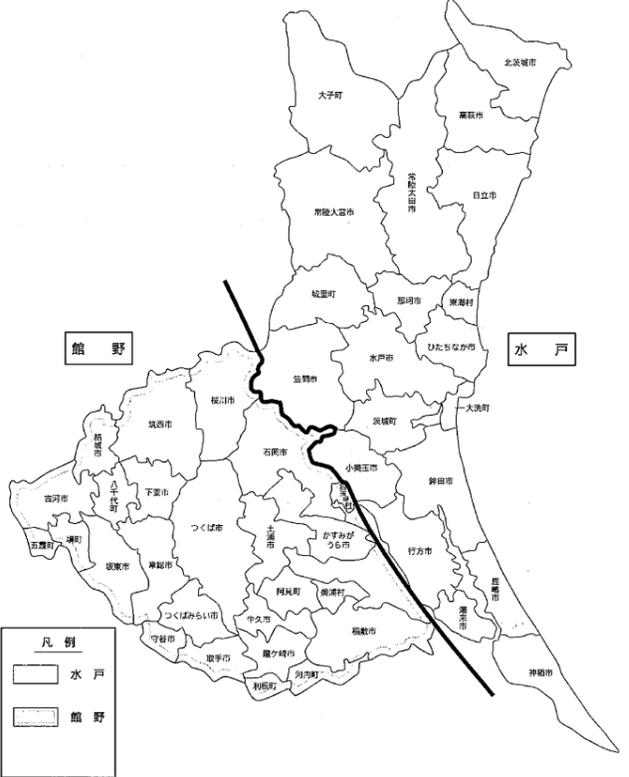 北茨城市
大子町
高萩市
常陸太田市
日立市
常陸大宮市
城里町
那珂市
東海村
館 野
水 戸
ひたちなか市
水戸市
笠間市
桜川市
大洗町
茨城町
筑西市
結城市
石岡市
小美玉市
鉾田市
古河市
八千代町
下妻市
つくば市
土浦市
かすみが
うら市
行方市
五霞町
境町
坂東市
常総市
鹿嶋市
阿見町
美浦村
潮来市
つくばみらい市
牛久市
稲敷市
守谷市
取手市
龍ケ崎市
河内町
利根町
神栖市
凡 例
水 戸
館 野